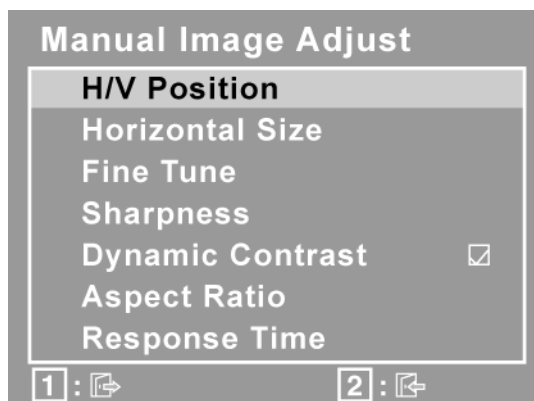 Manual Image Adjust
H/V Position
Horizontal Size
Fine Tune
Sharpness
Dynamic Contrast
Aspect Ratio
Response Time
1 : 2 :